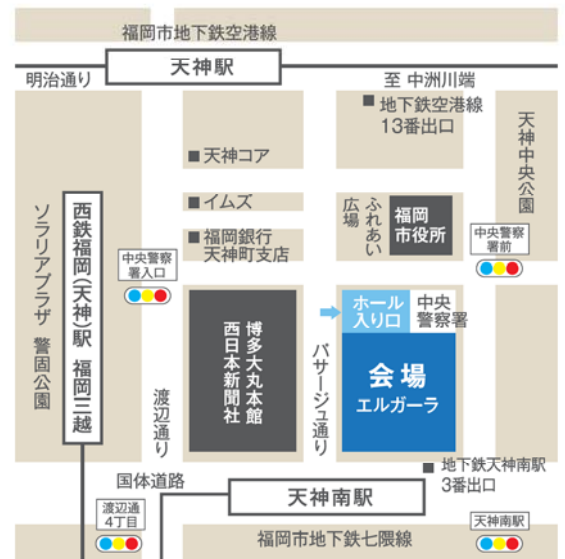 福岡市地下鉄空港線
天神駅
明治通り
至 中洲川端
■ 地下鉄空港線
13番出口
天神中央公園
■ 天神コア
■ イムズ
■ 福岡銀行
天神町支店
ふれあい
広場
福岡
市役所
中央警察
署前
ソラリアプラザ 警固公園
西鉄福岡(天神)駅 福岡三越
中央警察
署入口
渡辺通り
博多大丸本館
西日本新聞社
パサージュ通り
ホール
入り口
中央
警察署
会場
エルガーラ
■ 地下鉄天神南駅
3番出口
国体道路
天神南駅
渡辺通
4丁目
福岡市地下鉄七隈線
天神南駅